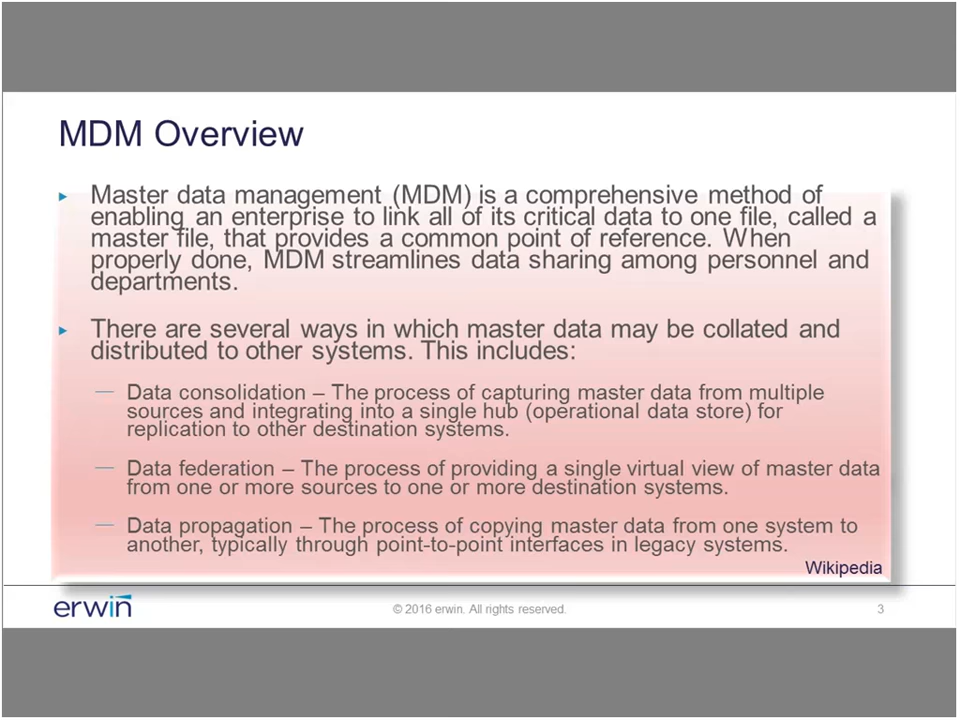 MDM Overview
▸ Master data management (MDM) is a comprehensive method of
enabling an enterprise to link all of its critical data to one file, called a
master file, that provides a common point of reference. When
properly done, MDM streamlines data sharing among personnel and
departments.
▸ There are several ways in which master data may be collated and
distributed to other systems. This includes:
— Data consolidation – The process of capturing master data from multiple
sources and integrating into a single hub (operational data store) for
replication to other destination systems.
— Data federation – The process of providing a single virtual view of master data
from one or more sources to one or more destination systems.
— Data propagation – The process of copying master data from one system to
another, typically through point-to-point interfaces in legacy systems.
Wikipedia
erwin
© 2016 erwin. All rights reserved.
3